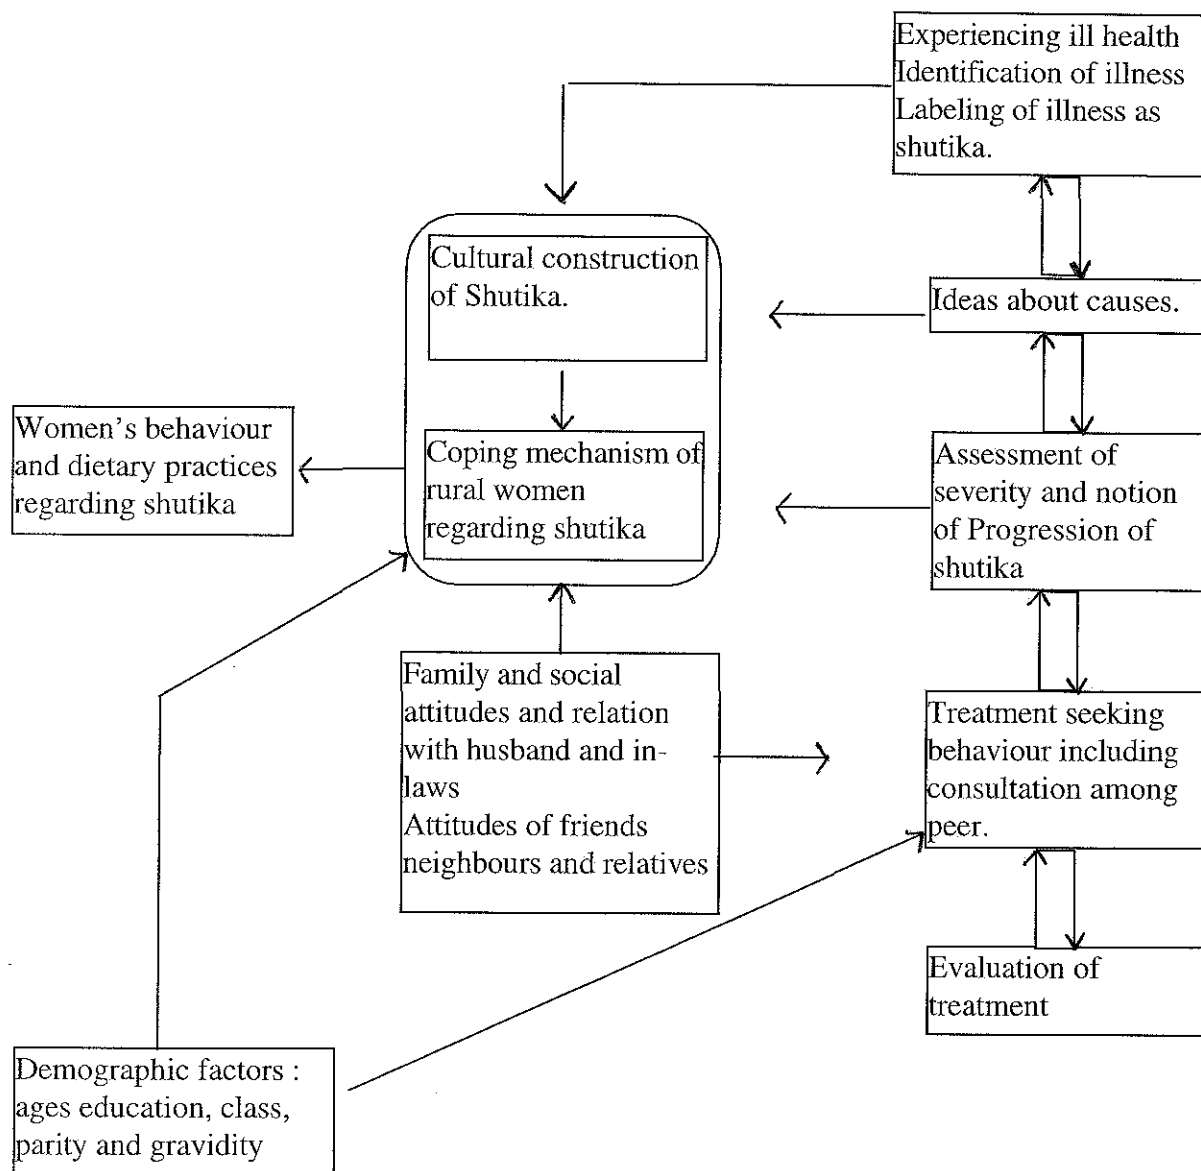 Experiencing ill health
Identification of illness
Labeling of illness as
shutika.
Cultural construction
of Shutika.
Ideas about causes.
Women's behaviour
and dietary practices
regarding shutika
Coping mechanism of
rural women
regarding shutika
Assessment of
severity and notion
of Progression of
shutika
Family and social
attitudes and relation
with husband and in-
laws
Attitudes of friends
neighbours and relatives
Treatment seeking
behaviour including
consultation among
peer.
Evaluation of
treatment
Demographic factors :
ages education, class,
parity and gravidity